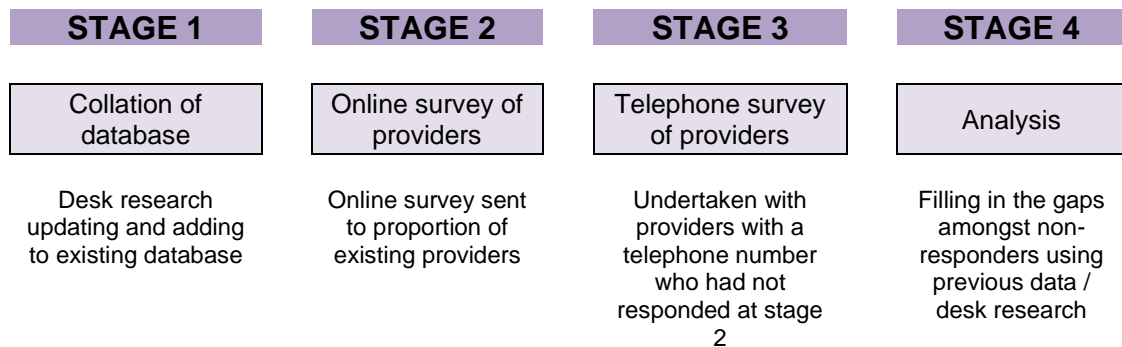 STAGE 1
STAGE 2
STAGE 3
STAGE 4
Collation of
database
Online survey of
providers
Telephone survey
of providers
Analysis
Desk research
updating and adding
to existing database
Online survey sent
to proportion of
existing providers
Undertaken with
providers with a
telephone number
who had not
responded at stage
2
Filling in the gaps
amongst non-
responders using
previous data /
desk research